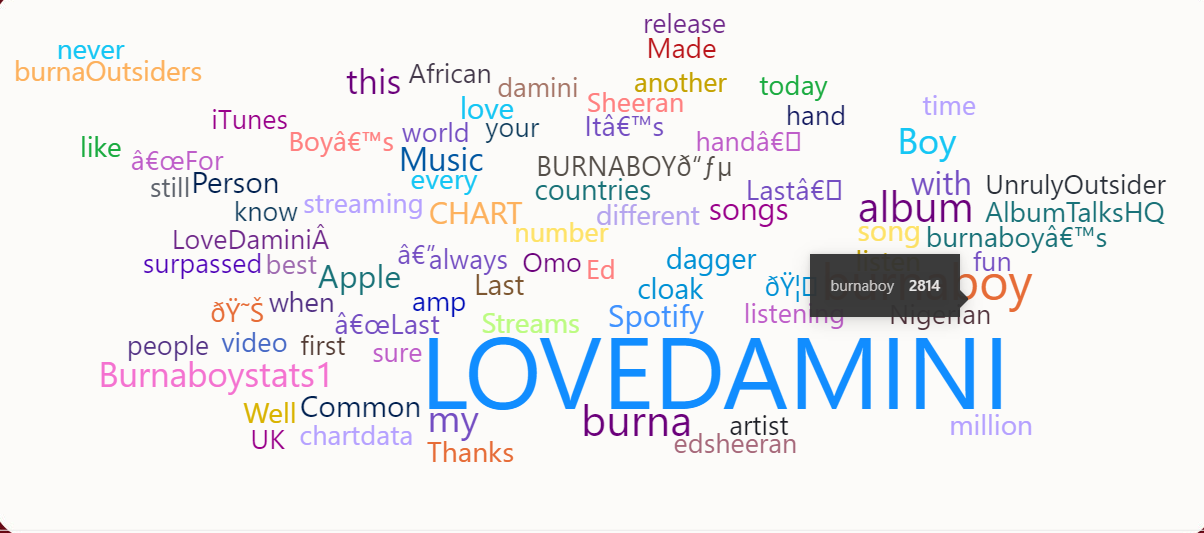 release
never
Made
burnaOutsiders
this
African
damini
another
today
iTunes
love
Sheeran
hand
time
like
Boyâ€™s
world
your
Itâ€™s
handâ€
Boy
â€œFor
Music
BURNABOYð“ƒµ
still
Person
every
countries
Lastâ€
with
UnrulyOutsider
know
streaming
CHART
different
songs
album
AlbumTalksHQ
LoveDaminiÂ
number
song
burnaboyâ€™s
surpassed
best
Apple
â€“
always
Omo
Ed
dagger
listen
fun
ðŸ˜Š
when
amp
Last
cloak
ðŸ¦
burnaboy
burnaboy 2814
people
video
first
â€œLast
Streams
Spotify
listening
Nigerian
Burnaboystats1
sure
LOVEDAMINI
Well
Common
my
burna
artist
million
UK
chartdata
Thanks
edsheeran